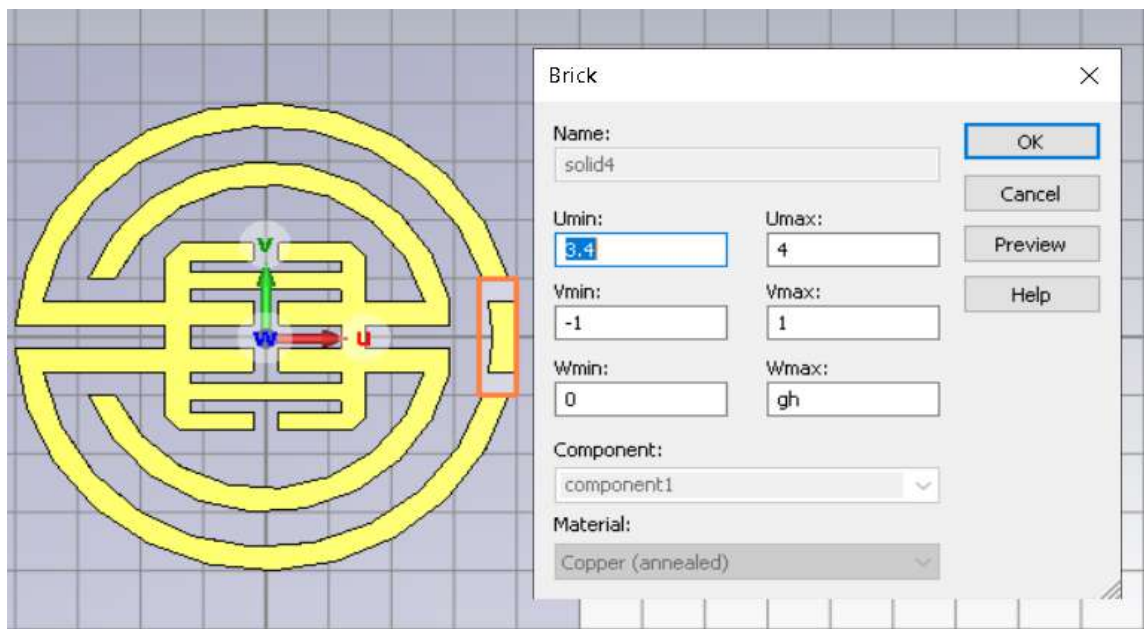 v
w
u
Brick
Name:
solid4
OK
Cancel
Umin:
Umax:
3.4
4
Preview
Vmin:
Vmax:
-1
1
Help
Wmin:
Wmax:
0
gh
Component:
component1
Material:
Copper (annealed)